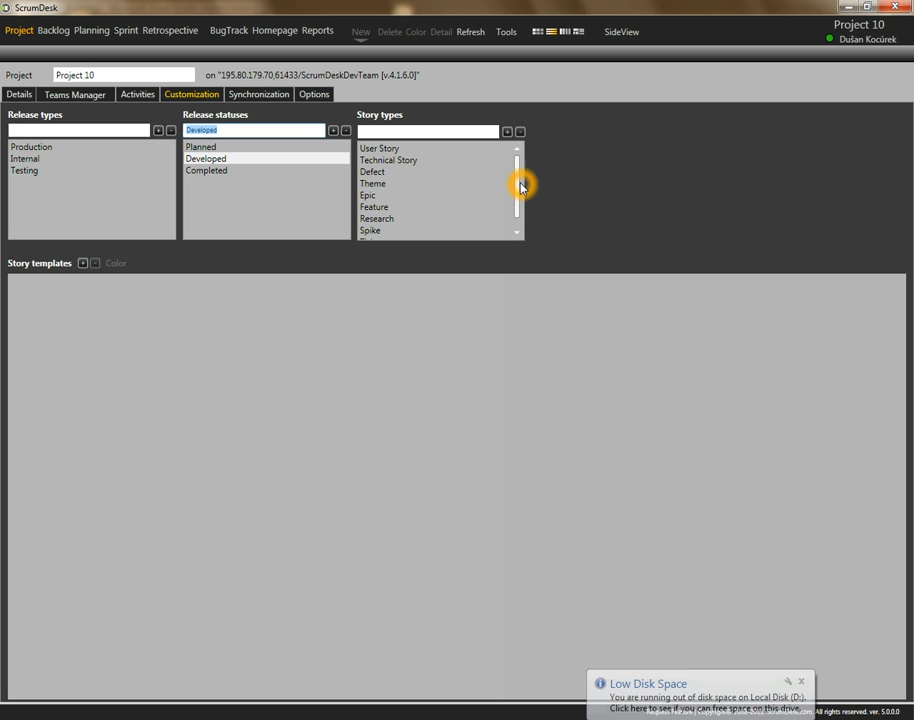 ScrumDesk
Project Backlog Planning Sprint Retrospective BugTrack Homepage Reports New Delete Color Detail Refresh Tools SideView
Project 10
Dušan Kocúrek
Project Project 10 on "195.80.179.70,61433/ScrumDeskDevTeam [v.4.1.6.0]"
Details Teams Manager Activities Customization Synchronization Options
Release types Release statuses Story types
Developed
Production
Internal
Testing
Planned
Developed
Completed
User Story
Technical Story
Defect
Theme
Epic
Feature
Research
Spike
Story templates + - Color
Low Disk Space
You are running out of disk space on Local Disk (D:).
Click here to see if you can free space on this drive.
All rights reserved. ver. 5.0.0.0